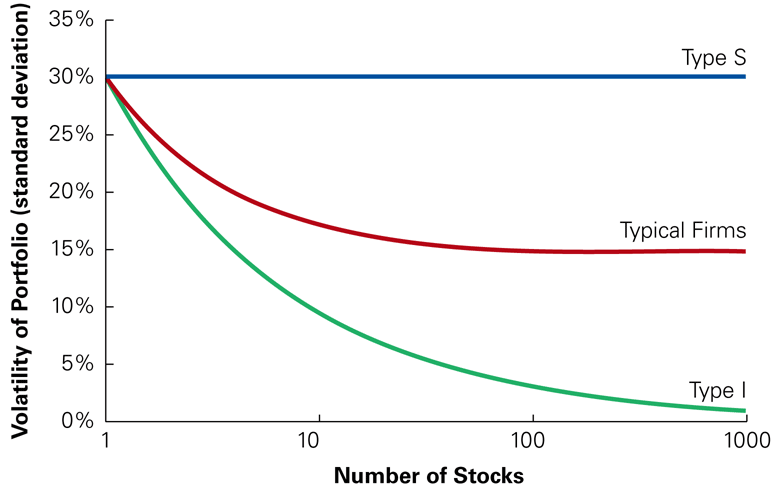 Volatility of Portfolio (standard deviation)
35%
30%
25%
20%
15%
10%
5%
0%
Type S
Typical Firms
Type I
1
10
100
1000
Number of Stocks